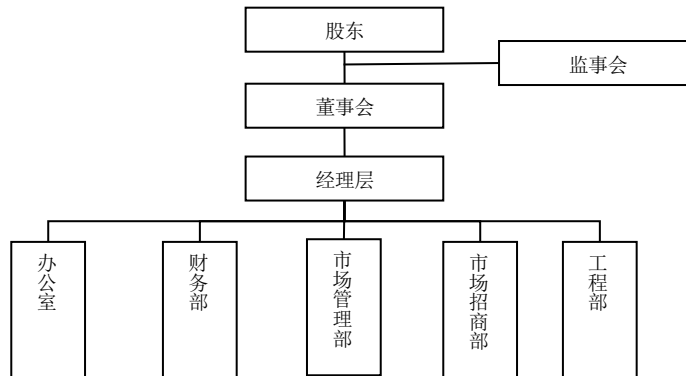 股东
监事会
董事会
经理层
办公室
财务部
市场管理部
市场招商部
工程部